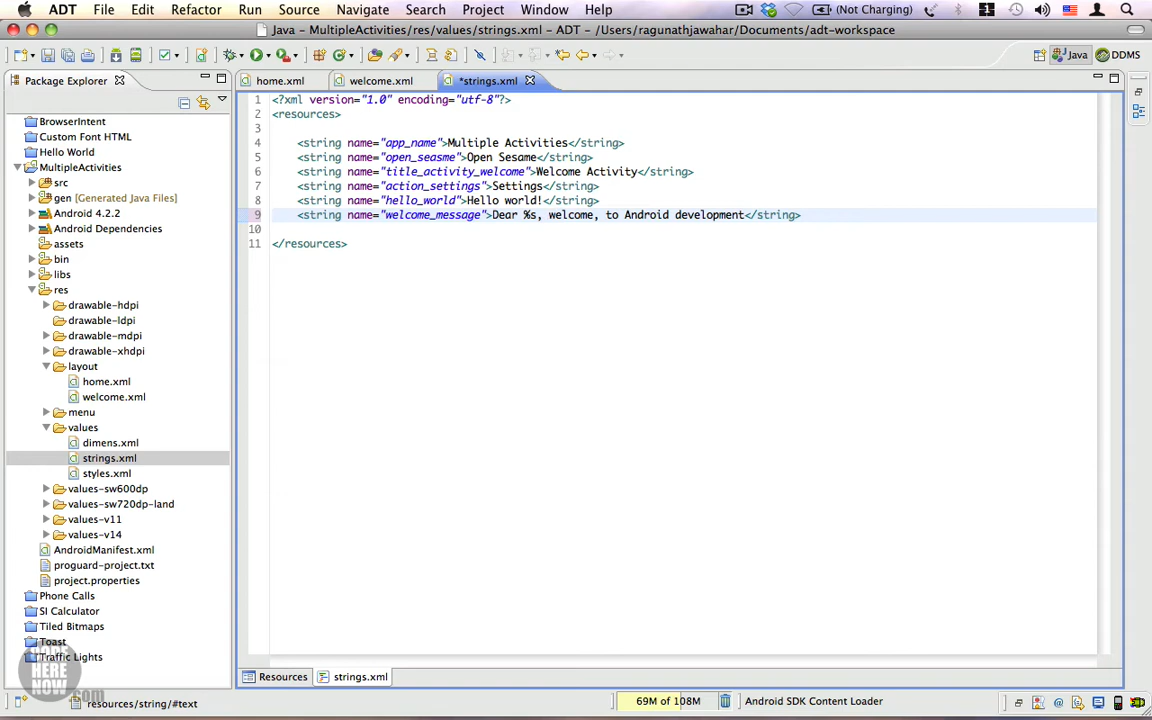 ADT File Edit Refactor Run Source Navigate Search Project Window Help (Not Charging)
Java - MultipleActivities/res/values/strings.xml - ADT - /Users/ragunathjawahar/Documents/adt-workspace
Java DDMS
Package Explorer
home.xml welcome.xml *strings.xml
BrowserIntent
Custom Font HTML
Hello World
MultipleActivities
src
gen [Generated Java Files]
Android 4.2.2
Android Dependencies
assets
bin
libs
res
drawable-hdpi
drawable-ldpi
drawable-mdpi
drawable-xhdpi
layout
home.xml
welcome.xml
menu
values
dimens.xml
strings.xml
styles.xml
values-sw600dp
values-sw720dp-land
values-v11
values-v14
AndroidManifest.xml
proguard-project.txt
project.properties
Phone Calls
SI Calculator
Tiled Bitmaps
Toast
Traffic Lights
1 <?xml version="1.0" encoding="utf-8"?>
2 <resources>
3
4 <string name="app_name">Multiple Activities</string>
5 <string name="open_seasme">Open Sesame</string>
6 <string name="title_activity_welcome">Welcome Activity</string>
7 <string name="action_settings">Settings</string>
8 <string name="hello_world">Hello world!</string>
9 <string name="welcome_message">Dear %s, welcome, to Android development</string>
10
11 </resources>
Resources strings.xml
HERE
NOW
.com
resources/string/#text
69M of 108M
Android SDK Content Loader